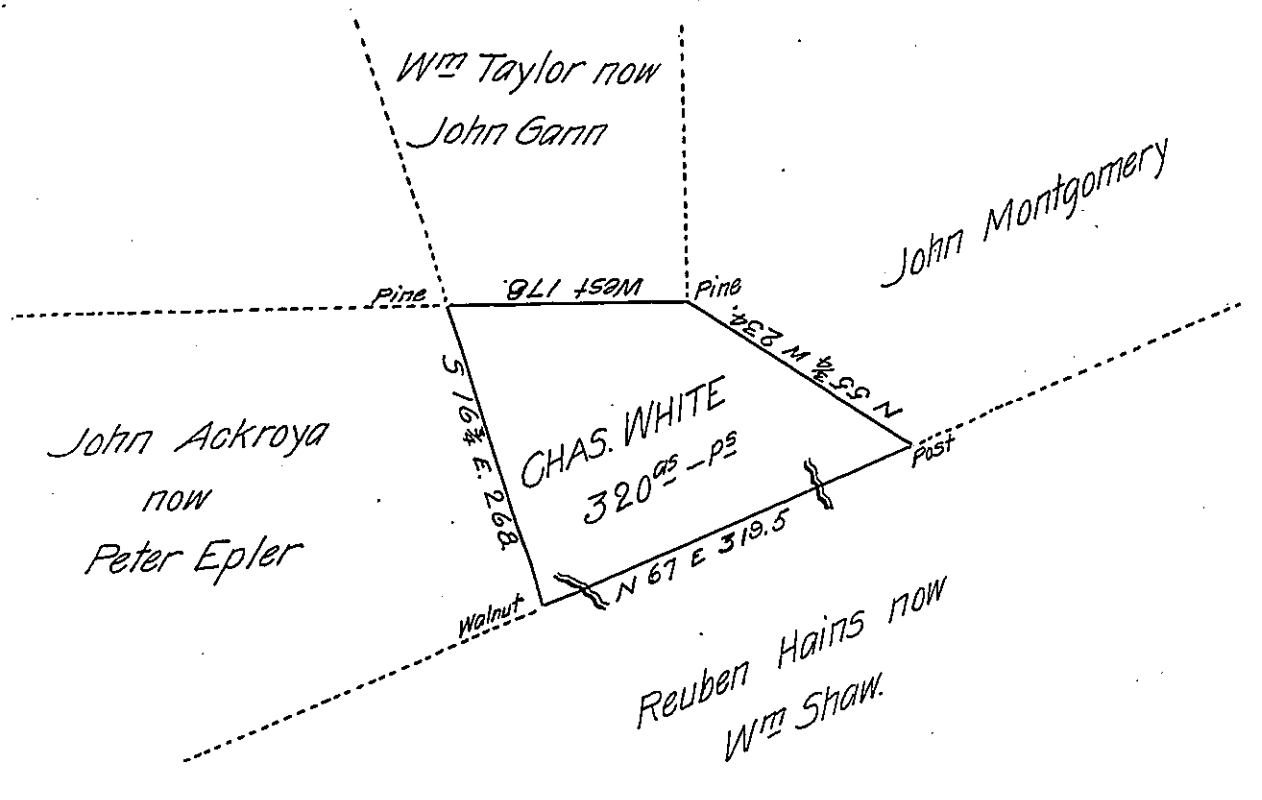 Wm Taylor now
John Gann
John Montgomery
Pine
West 178.
Pine
N 55¾ W 234.
S 16¾ E. 268.
John Ackroya
now
Peter Epler
CHAS. WHITE
320as — ps
Post
N 67 E 319.5
Walnut
Reuben Hains now
Wm Shaw.